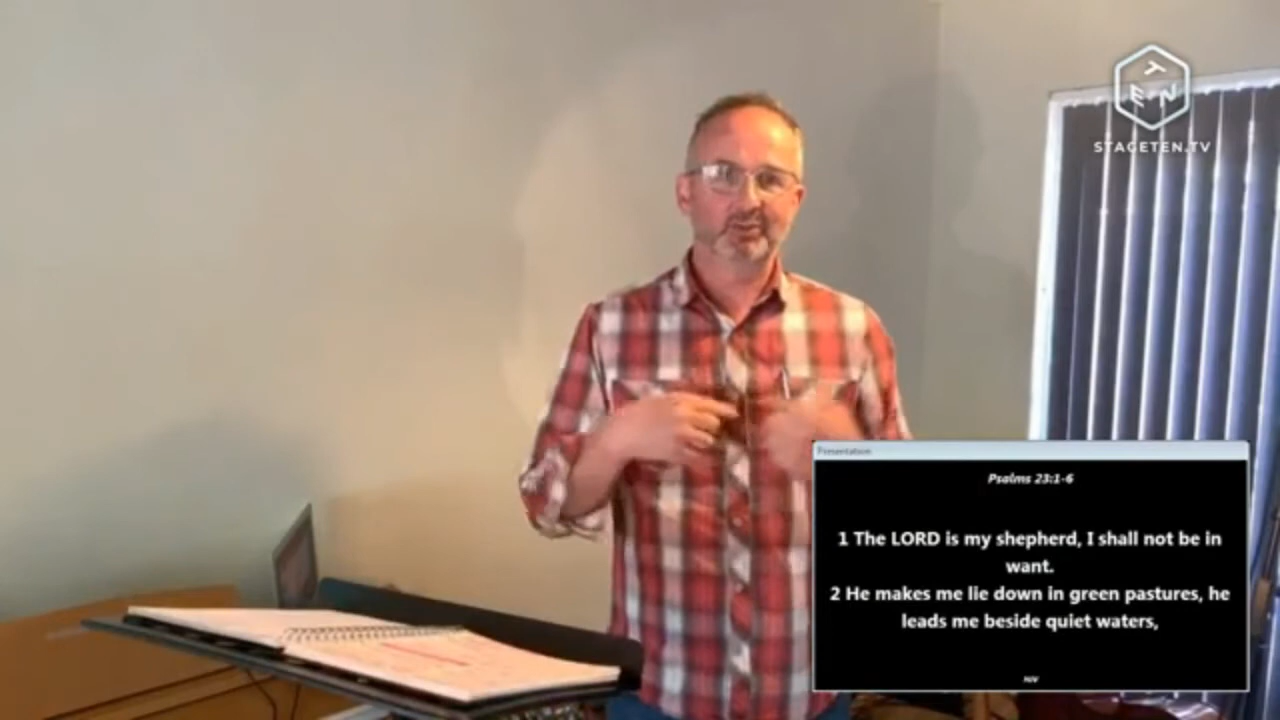 TEN
STAGETEN.TV
Presentation
Psalms 23:1-6
1 The LORD is my shepherd, I shall not be in
want.
2 He makes me lie down in green pastures, he
leads me beside quiet waters,
NIV